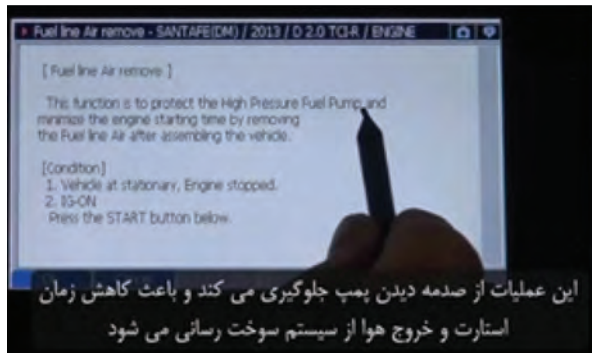 Fuel line Air remove - SANTAFE(DM) / 2013 / D 2.0 TCI-R / ENGINE
[ Fuel line Air remove ]
This function is to protect the High Pressure Fuel Pump and
minimize the engine starting time by removing
the Fuel line Air after assembling the vehicle.
[Condition]
1. Vehicle at stationary, Engine stopped.
2. IG-ON
Press the START button below.
این عملیات از صدمه دیدن پمپ جلوگیری می کند و باعث کاهش زمان
استارت و خروج هوا از سیستم سوخت رسانی می شود